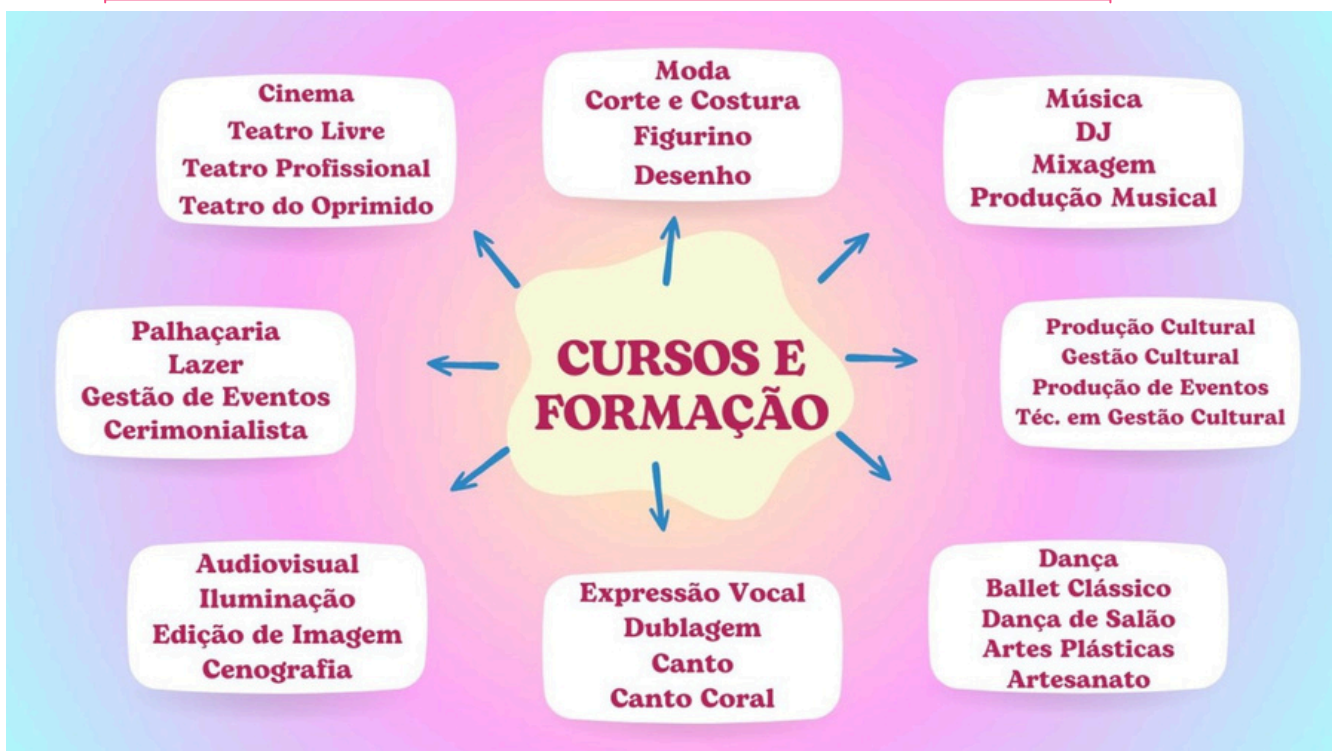 Cinema
Teatro Livre
Teatro Profissional
Teatro do Oprimido
Moda
Corte e Costura
Figurino
Desenho
Música
DJ
Mixagem
Produção Musical
Palhaçaria
Lazer
Gestão de Eventos
Cerimonialista
CURSOS E
FORMAÇÃO
Produção Cultural
Gestão Cultural
Produção de Eventos
Téc. em Gestão Cultural
Audiovisual
Iluminação
Edição de Imagem
Cenografia
Expressão Vocal
Dublagem
Canto
Canto Coral
Dança
Ballet Clássico
Dança de Salão
Artes Plásticas
Artesanato